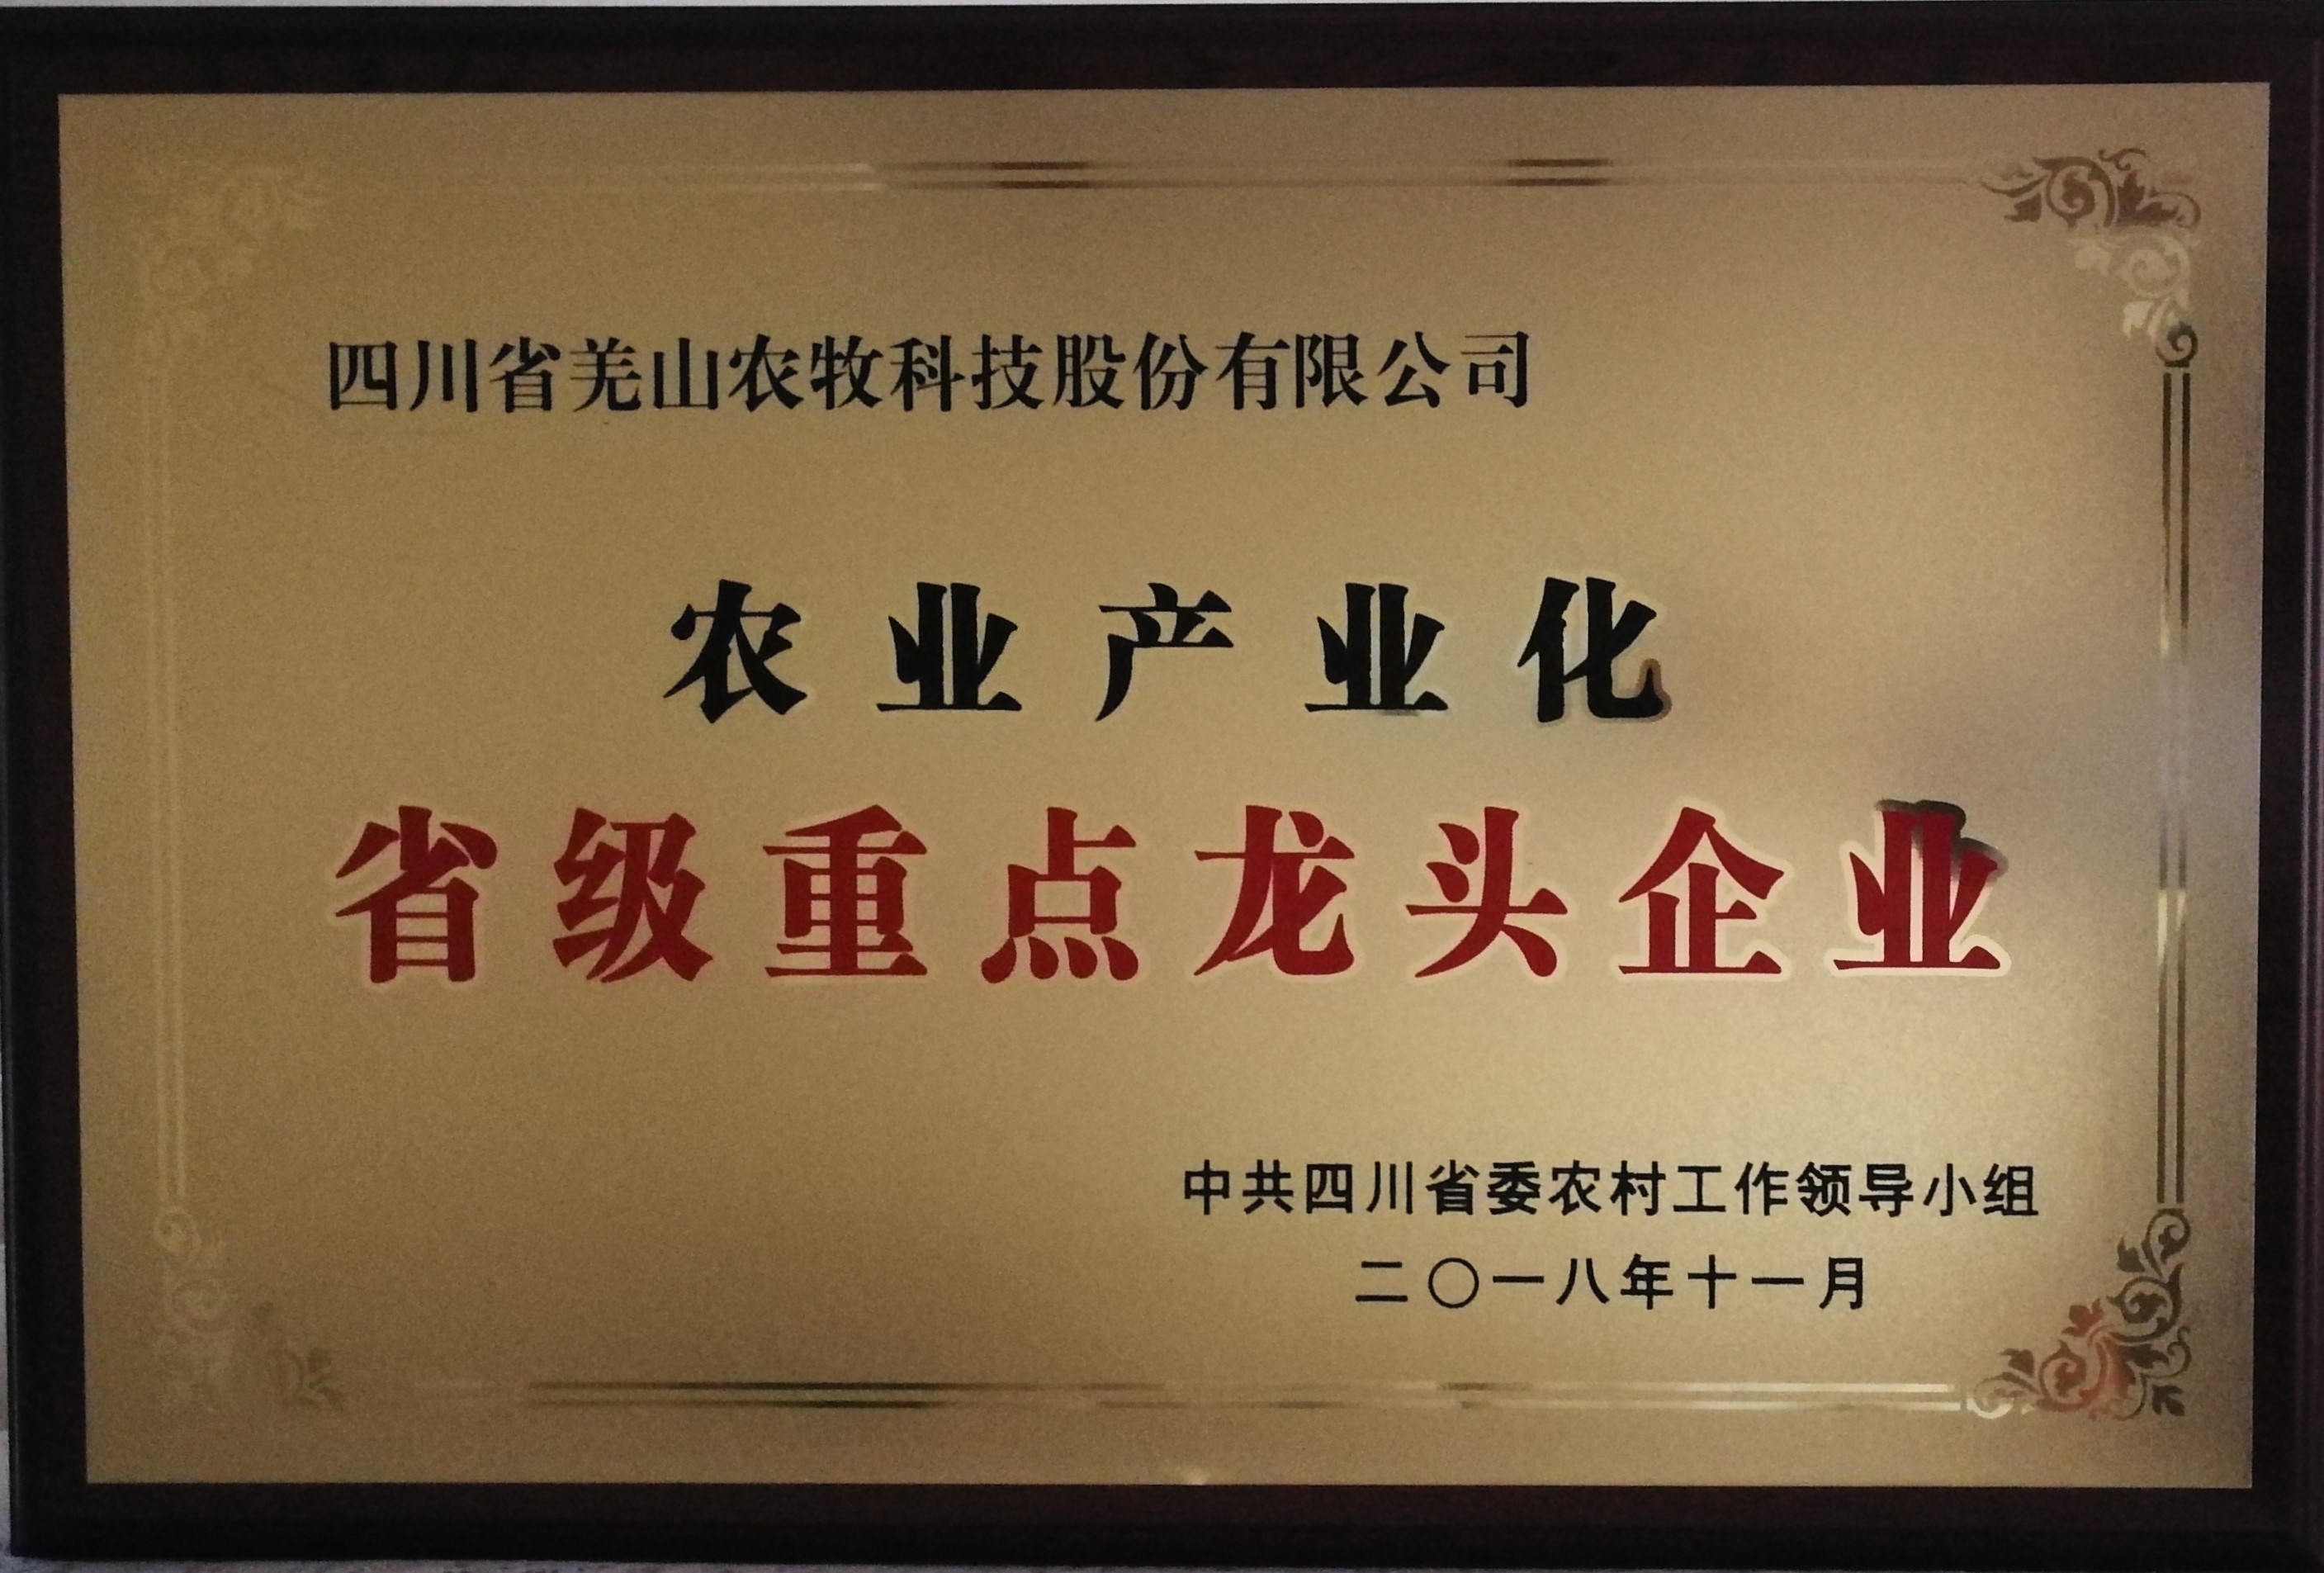 四川省羌山农牧科技股份有限公司
农业产业化
省级重点龙头企业
中共四川省委农村工作领导小组
二〇一八年十一月